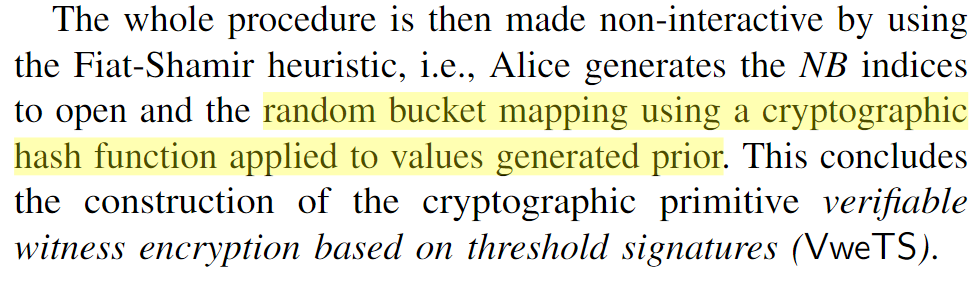 The whole procedure is then made non-interactive by using
the Fiat-Shamir heuristic, i.e., Alice generates the NB indices
to open and the random bucket mapping using a cryptographic
hash function applied to values generated prior. This concludes
the construction of the cryptographic primitive verifiable
witness encryption based on threshold signatures (VweTS).